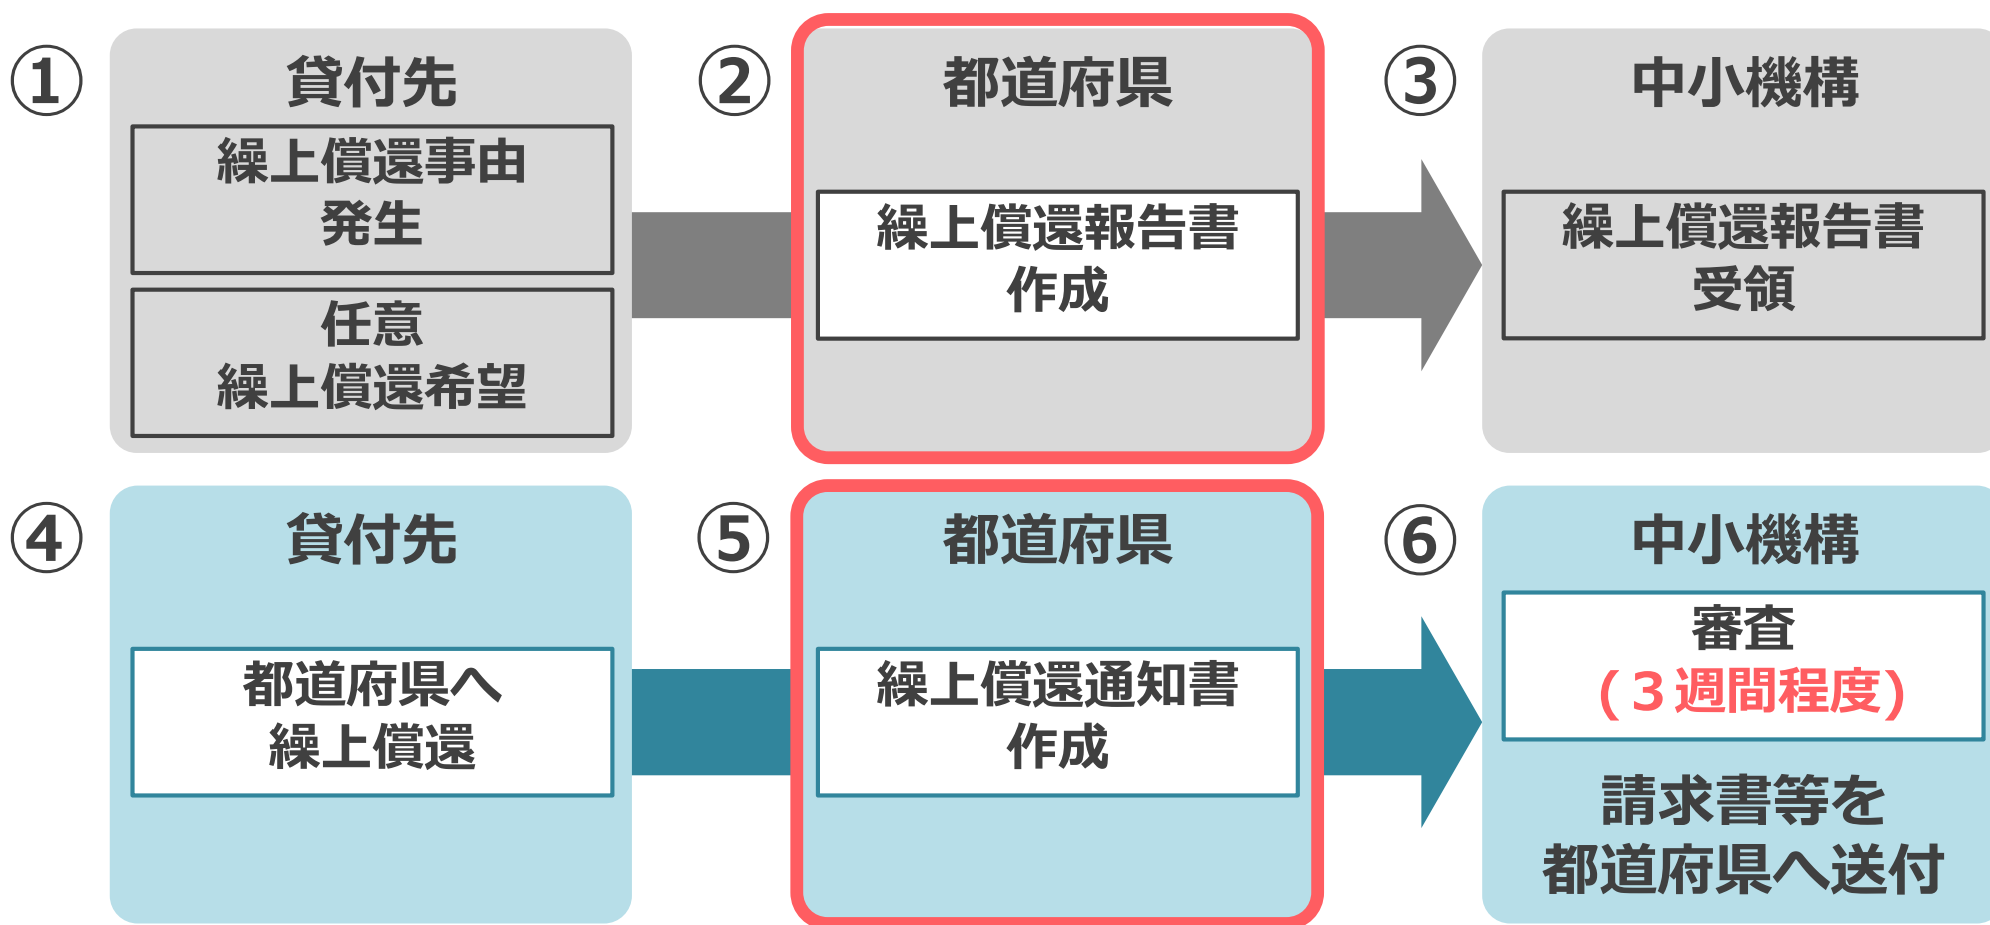 ①
貸付先
繰上償還事由
発生
任意
繰上償還希望
②
都道府県
繰上償還報告書
作成
③
中小機構
繰上償還報告書
受領
④
貸付先
都道府県へ
繰上償還
⑤
都道府県
繰上償還通知書
作成
⑥
中小機構
審査
(３週間程度)
請求書等を
都道府県へ送付